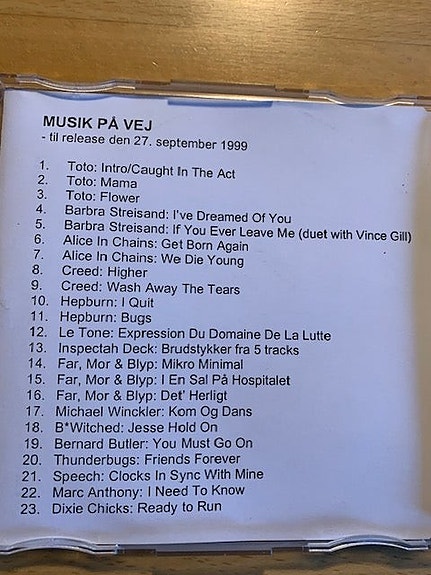 MUSIK PÅ VEJ
- til release den 27. september 1999
1. Toto: Intro/Caught In The Act
2. Toto: Mama
3. Toto: Flower
4. Barbra Streisand: I've Dreamed Of You
5. Barbra Streisand: If You Ever Leave Me (duet with Vince Gill)
6. Alice In Chains: Get Born Again
7. Alice In Chains: We Die Young
8. Creed: Higher
9. Creed: Wash Away The Tears
10. Hepburn: I Quit
11. Hepburn: Bugs
12. Le Tone: Expression Du Domaine De La Lutte
13. Inspectah Deck: Brudstykker fra 5 tracks
14. Far, Mor & Blyp: Mikro Minimal
15. Far, Mor & Blyp: I En Sal På Hospitalet
16. Far, Mor & Blyp: Det' Herligt
17. Michael Winckler: Kom Og Dans
18. B*Witched: Jesse Hold On
19. Bernard Butler: You Must Go On
20. Thunderbugs: Friends Forever
21. Speech: Clocks In Sync With Mine
22. Marc Anthony: I Need To Know
23. Dixie Chicks: Ready to Run